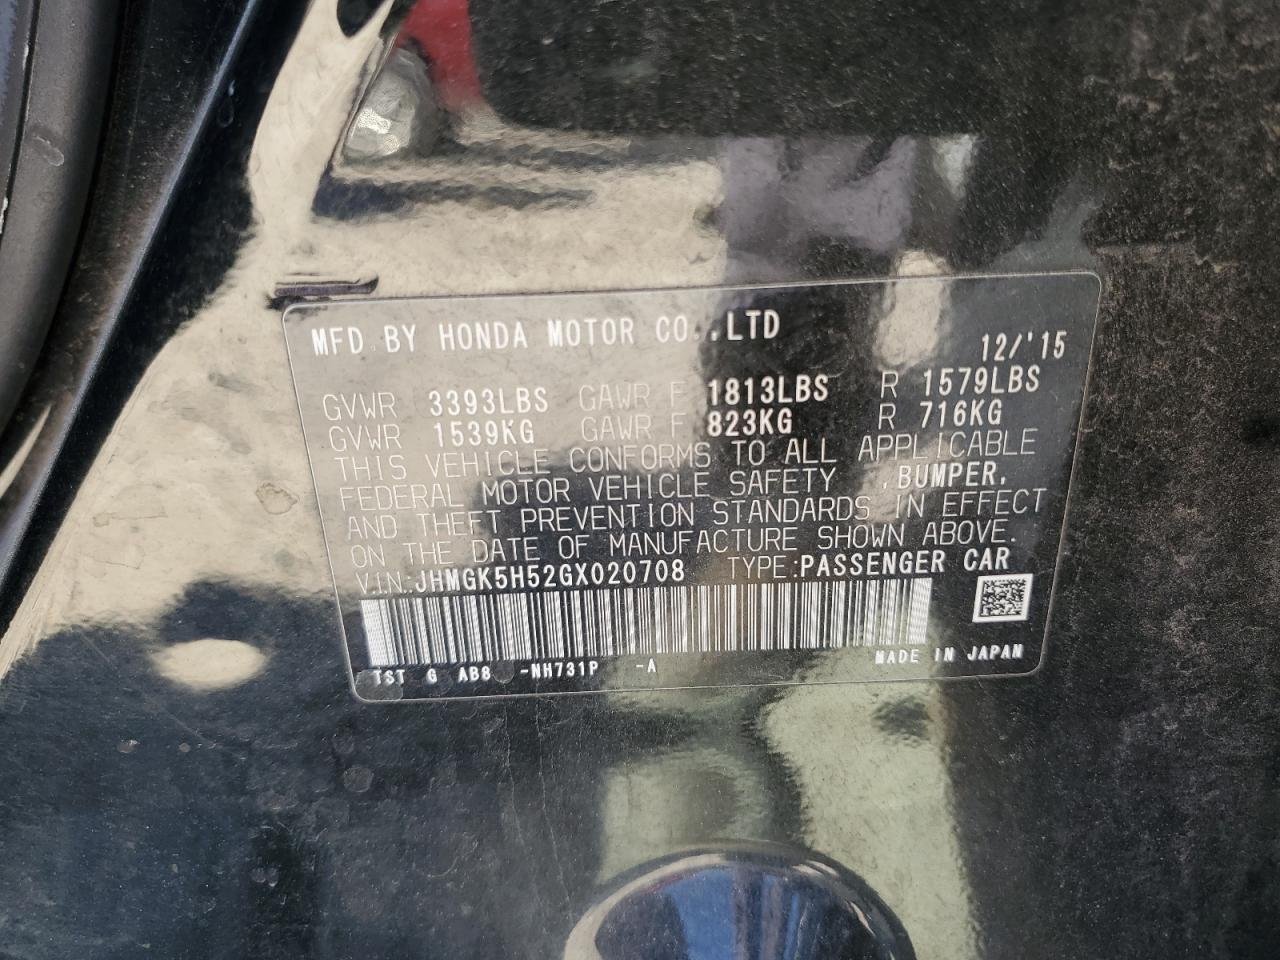 MFD BY HONDA MOTOR CO.,LTD
12/'15
GVWR 3393LBS GAWR F 1813LBS R 1579LBS
GVWR 1539KG GAWR F 823KG R 716KG
THIS VEHICLE CONFORMS TO ALL APPLICABLE
FEDERAL MOTOR VEHICLE SAFETY ,BUMPER,
AND THEFT PREVENTION STANDARDS IN EFFECT
ON THE DATE OF MANUFACTURE SHOWN ABOVE.
V.I.N.:JHMGK5H52GX020708 TYPE:PASSENGER CAR
TST G AB8 -NH731P -A MADE IN JAPAN